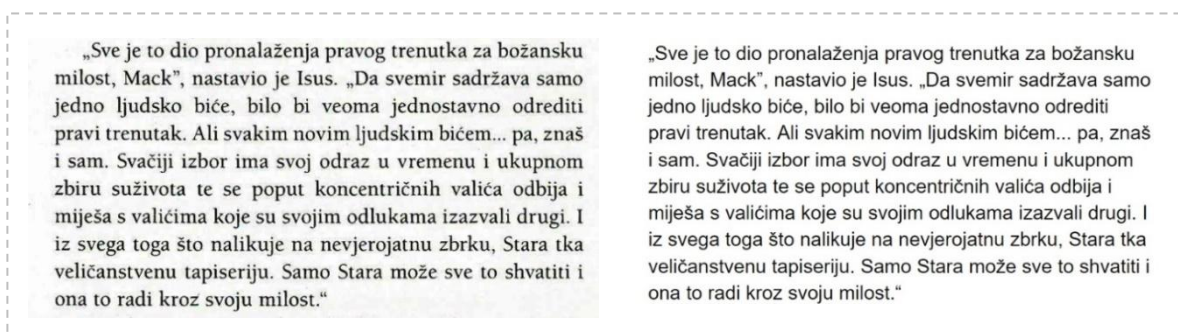 „Sve je to dio pronalaženja pravog trenutka za božansku
milost, Mack”, nastavio je Isus. „Da svemir sadržava samo
jedno ljudsko biće, bilo bi veoma jednostavno odrediti
pravi trenutak. Ali svakim novim ljudskim bićem... pa, znaš
i sam. Svačiji izbor ima svoj odraz u vremenu i ukupnom
zbiru suživota te se poput koncentričnih valića odbija i
miješa s valićima koje su svojim odlukama izazvali drugi. I
iz svega toga što nalikuje na nevjerojatnu zbrku, Stara tka
veličanstvenu tapiseriju. Samo Stara može sve to shvatiti i
ona to radi kroz svoju milost.“
„Sve je to dio pronalaženja pravog trenutka za božansku
milost, Mack”, nastavio je Isus. „Da svemir sadržava samo
jedno ljudsko biće, bilo bi veoma jednostavno odrediti
pravi trenutak. Ali svakim novim ljudskim bićem... pa, znaš
i sam. Svačiji izbor ima svoj odraz u vremenu i ukupnom
zbiru suživota te se poput koncentričnih valića odbija i
miješa s valićima koje su svojim odlukama izazvali drugi. I
iz svega toga što nalikuje na nevjerojatnu zbrku, Stara tka
veličanstvenu tapiseriju. Samo Stara može sve to shvatiti i
ona to radi kroz svoju milost.“